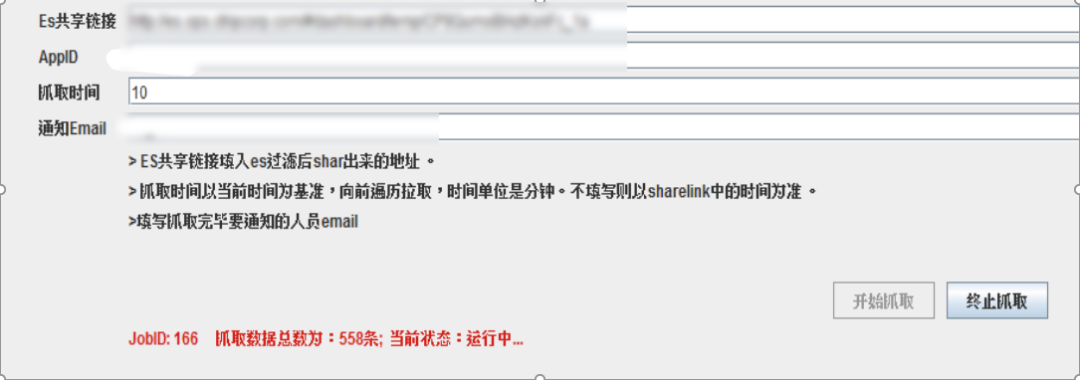 Es共享链接
AppID
抓取时间 10
通知Email
> ES共享链接填入es过滤后shar出来的地址 。
> 抓取时间以当前时间为基准，向前遍历拉取，时间单位是分钟。不填写则以sharelink中的时间为准 。
>填写抓取完毕要通知的人员email
开始抓取 终止抓取
JobID: 166 抓取数据总数为：558条; 当前状态：运行中...